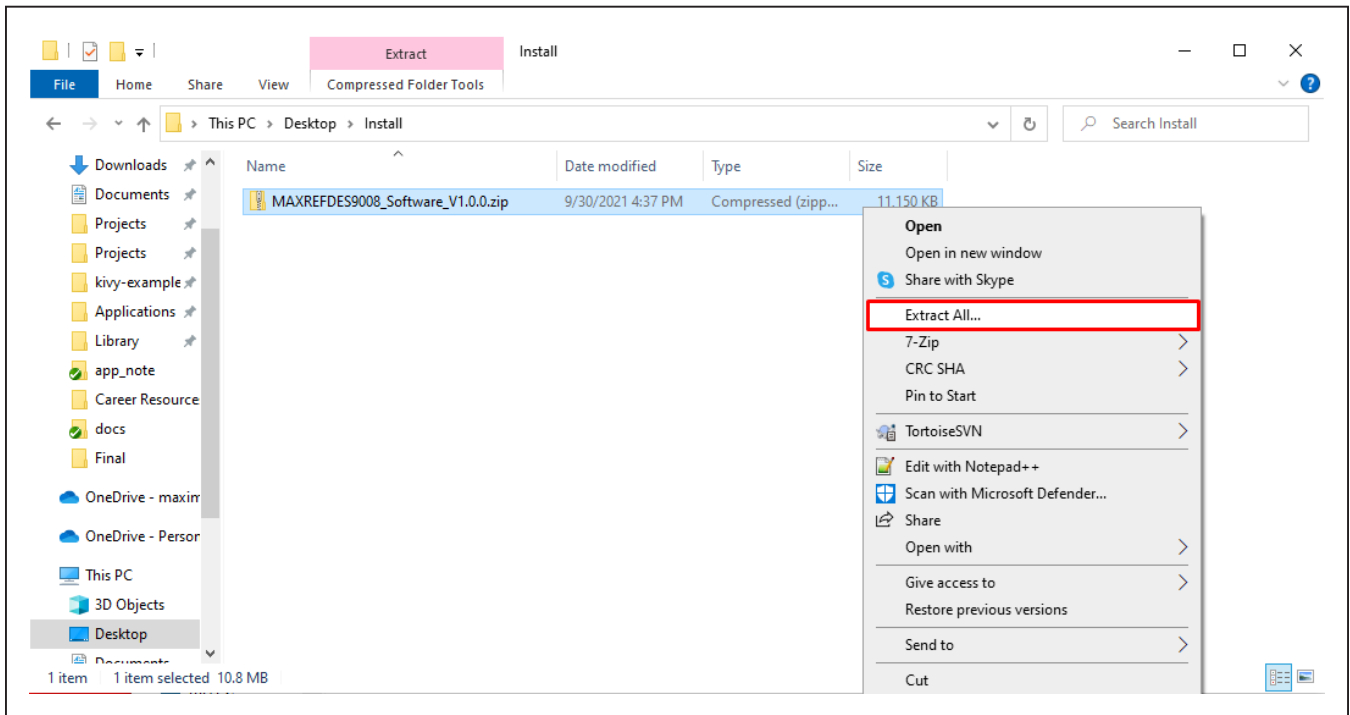 Extract
Install
File
Home
Share
View
Compressed Folder Tools
This PC > Desktop > Install
Search Install
Downloads
Documents
Projects
Projects
kivy-example
Applications
Library
app_note
Career Resource
docs
Final
OneDrive - maxim
OneDrive - Person
This PC
3D Objects
Desktop
Documents
Name
Date modified
Type
Size
MAXREFDES9008_Software_V1.0.0.zip
9/30/2021 4:37 PM
Compressed (zipp...
11,150 KB
Open
Open in new window
Share with Skype
Extract All...
7-Zip
CRC SHA
Pin to Start
TortoiseSVN
Edit with Notepad++
Scan with Microsoft Defender...
Share
Open with
Give access to
Restore previous versions
Send to
Cut
1 item
1 item selected 10.8 MB